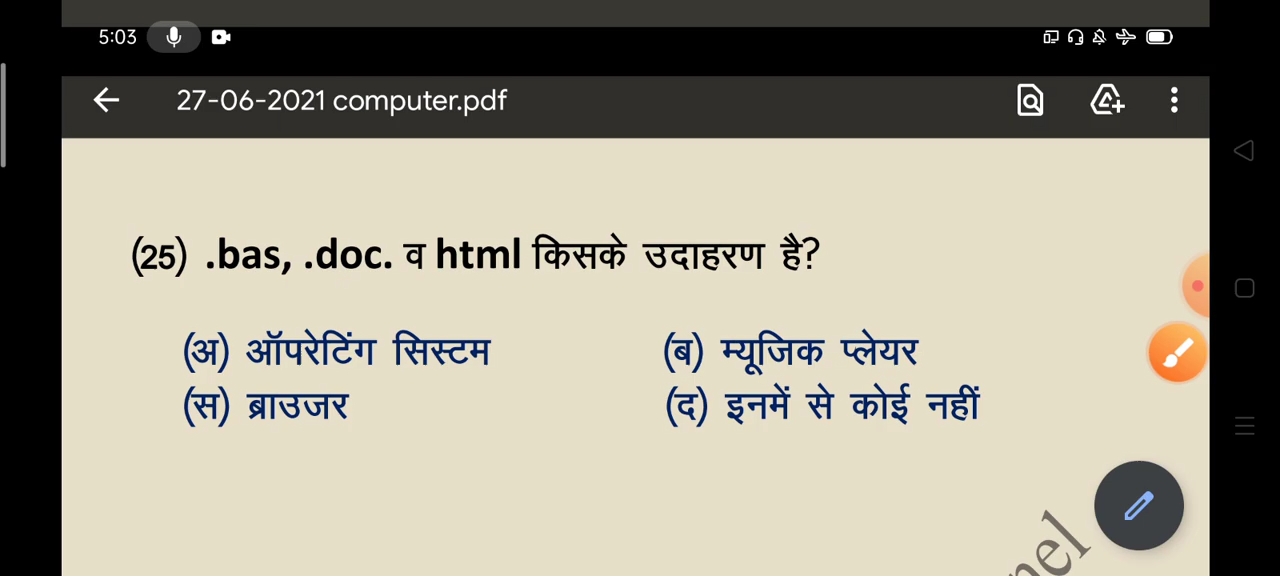 5:03
27-06-2021 computer.pdf
(25) .bas, .doc. व html किसके उदाहरण है?
(अ) ऑपरेटिंग सिस्टम (ब) म्यूजिक प्लेयर
(स) ब्राउजर (द) इनमें से कोई नहीं